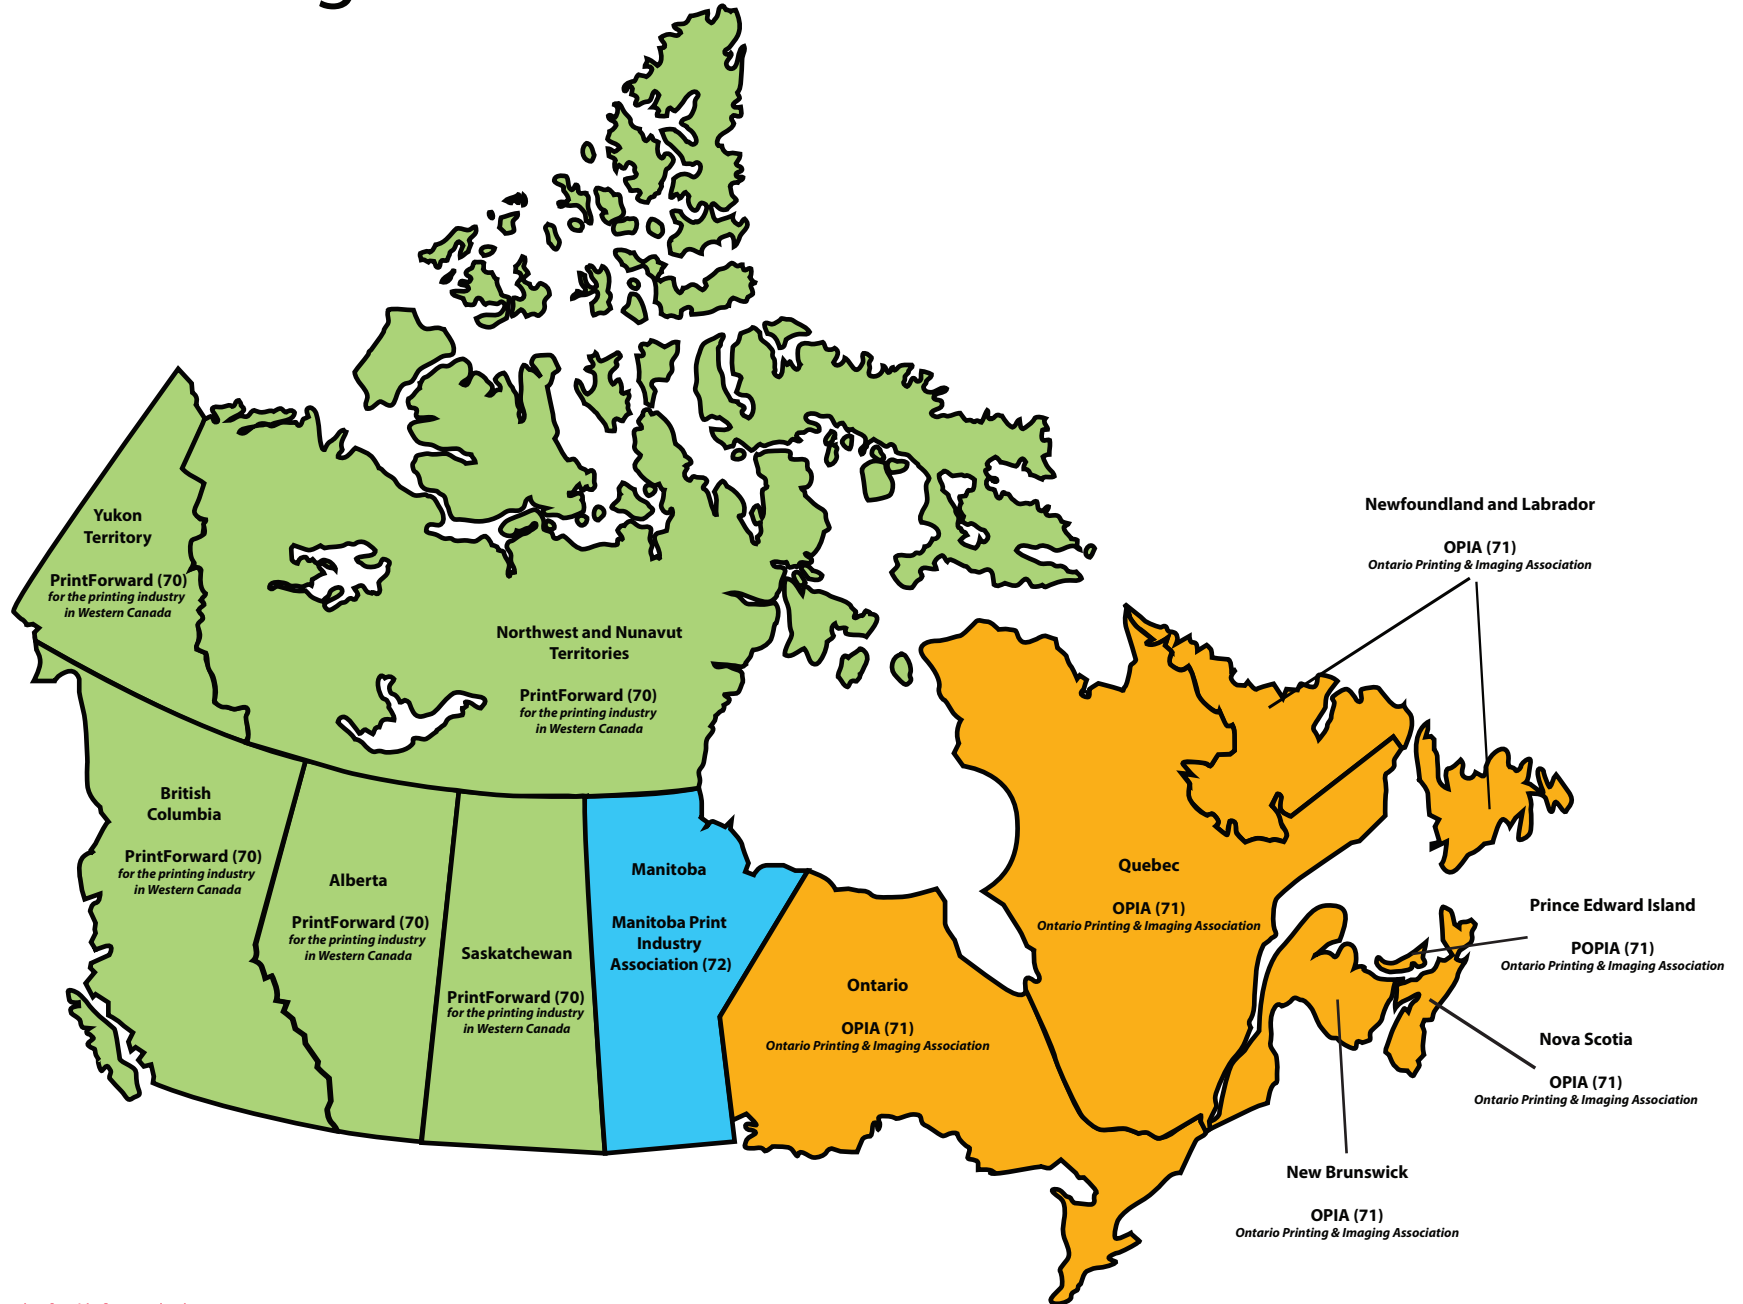 Yukon
Territory
PrintForward (70)
for the printing industry
in Western Canada
Northwest and Nunavut
Territories
PrintForward (70)
for the printing industry
in Western Canada
British
Columbia
PrintForward (70)
for the printing industry
in Western Canada
Alberta
PrintForward (70)
for the printing industry
in Western Canada
Saskatchewan
PrintForward (70)
for the printing industry
in Western Canada
Manitoba
Manitoba Print
Industry
Association (72)
Ontario
OPIA (71)
Ontario Printing & Imaging Association
Quebec
OPIA (71)
Ontario Printing & Imaging Association
Newfoundland and Labrador
OPIA (71)
Ontario Printing & Imaging Association
Prince Edward Island
POPIA (71)
Ontario Printing & Imaging Association
Nova Scotia
OPIA (71)
Ontario Printing & Imaging Association
New Brunswick
OPIA (71)
Ontario Printing & Imaging Association